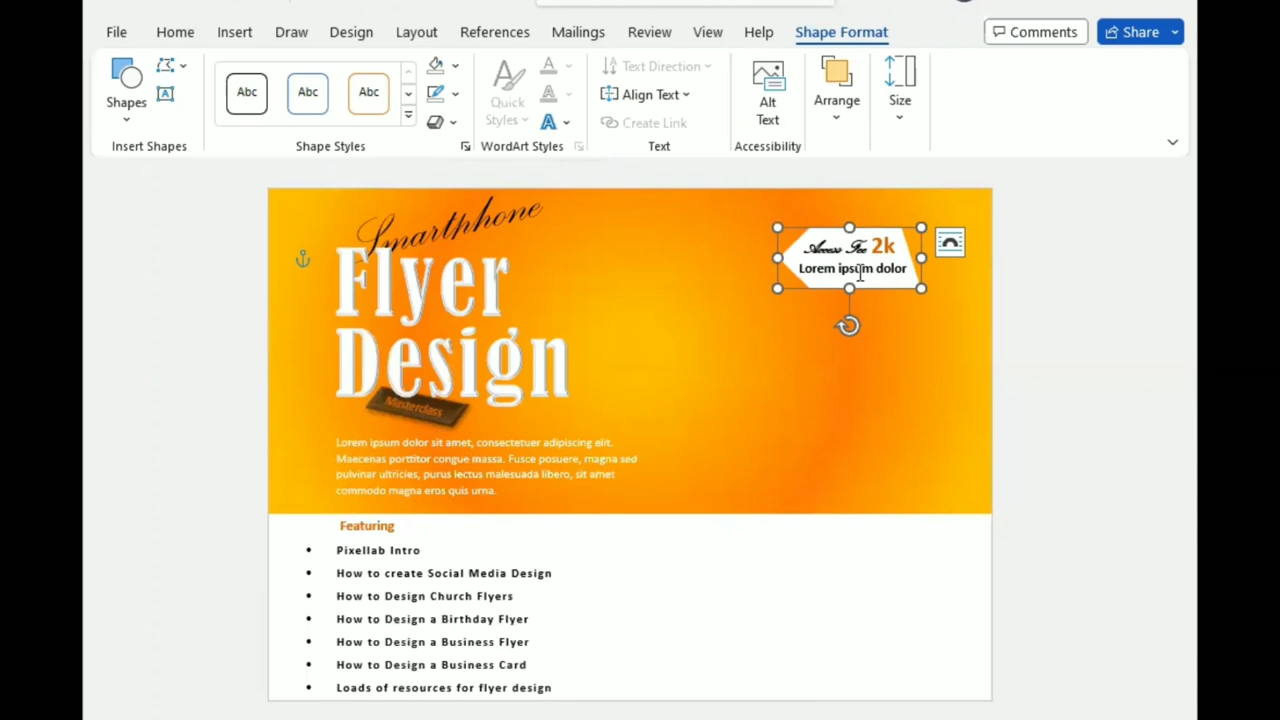 File Home Insert Draw Design Layout References Mailings Review View Help Shape Format Comments Share
Shapes
Abc Abc Abc
Quick
Styles
Text Direction
Align Text
Create Link
Alt
Text
Arrange
Size
Insert Shapes Shape Styles WordArt Styles Text Accessibility
Smartphone
Flyer
Design
Masterclass
Access Fee 2k
Lorem ipsum dolor
Lorem ipsum dolor sit amet, consectetuer adipiscing elit.
Maecenas porttitor congue massa. Fusce posuere, magna sed
pulvinar ultricies, purus lectus malesuada libero, sit amet
commodo magna eros quis urna.
Featuring
• Pixellab Intro
• How to create Social Media Design
• How to Design Church Flyers
• How to Design a Birthday Flyer
• How to Design a Business Flyer
• How to Design a Business Card
• Loads of resources for flyer design